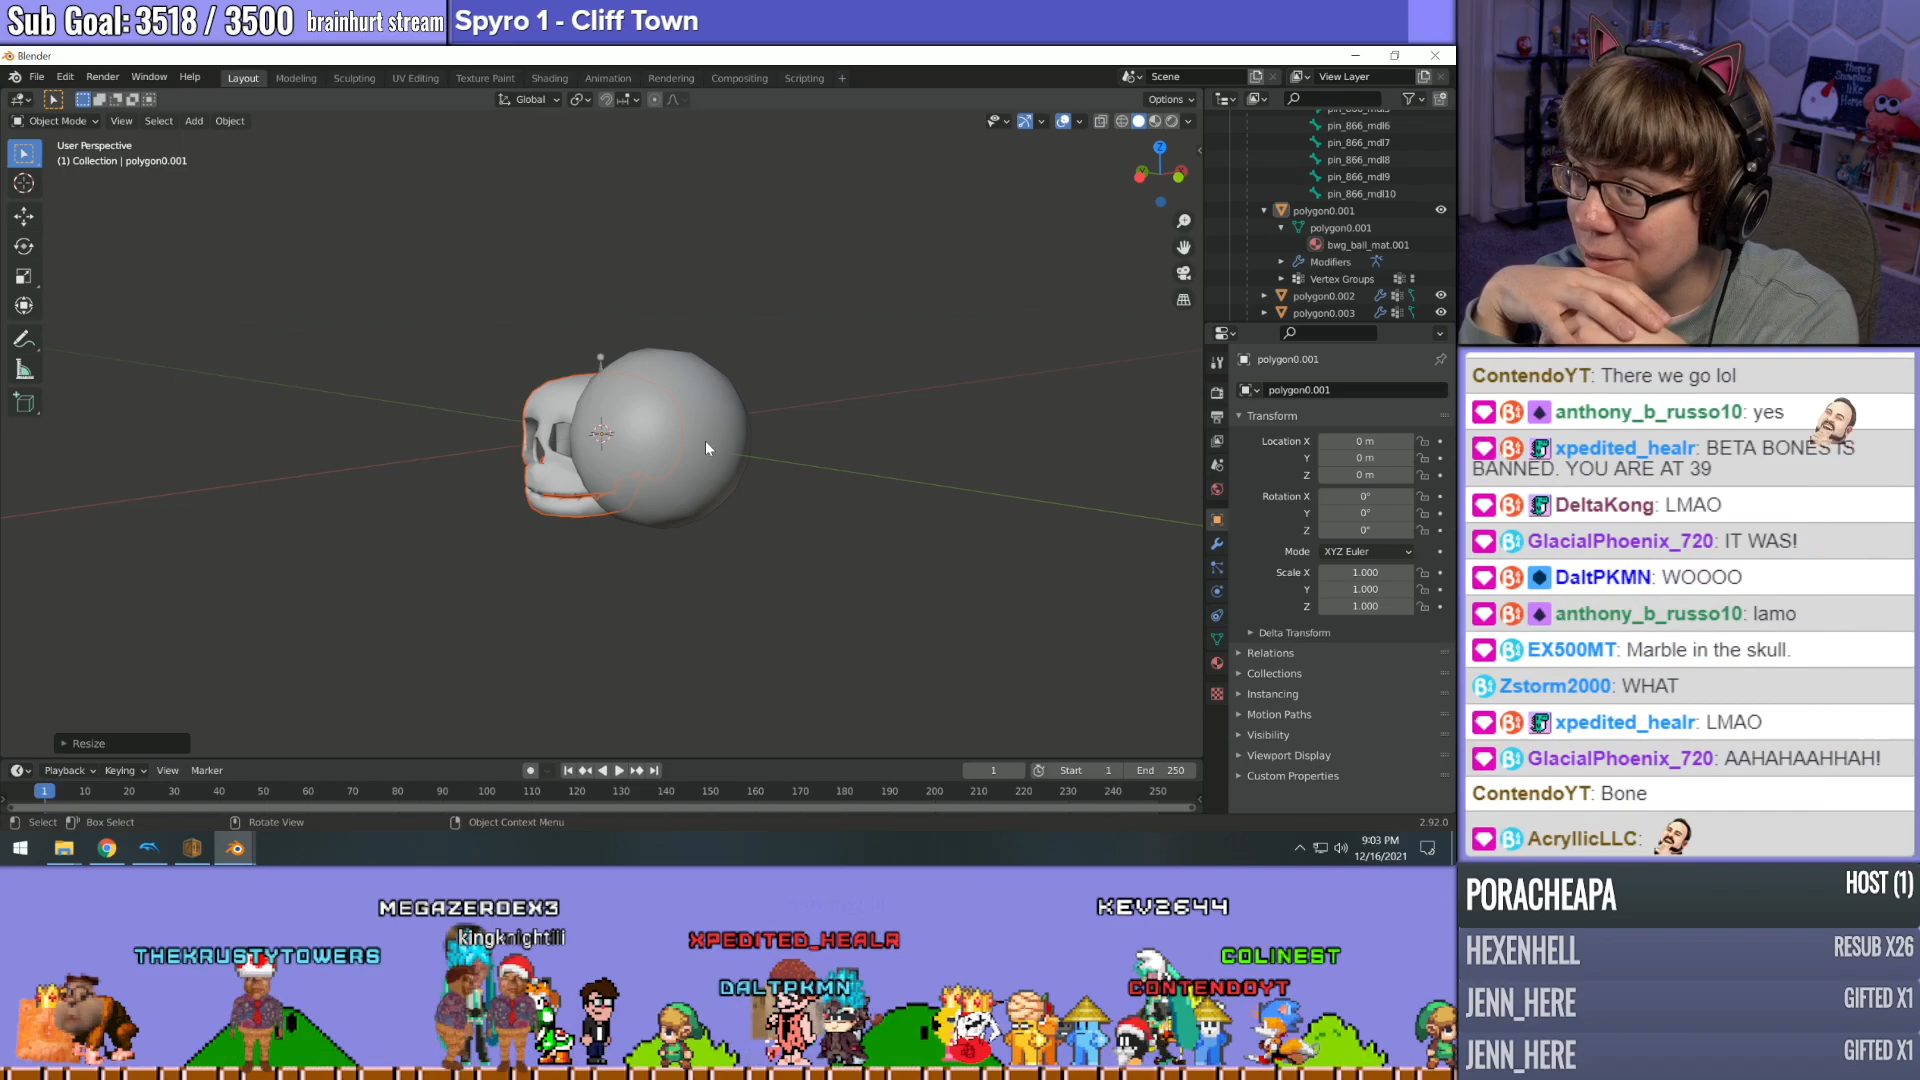 Sub Goal: 3518 / 3500 brainhurt stream
Spyro 1 - Cliff Town
Blender
File Edit Render Window Help
Layout Modeling Sculpting UV Editing Texture Paint Shading Animation Rendering Compositing Scripting +
Scene
View Layer
Global
Options
Object Mode View Select Add Object
User Perspective
(1) Collection | polygon0.001
Z
pin_866_mdl6
pin_866_mdl7
pin_866_mdl8
pin_866_mdl9
pin_866_mdl10
polygon0.001
polygon0.001
bwg_ball_mat.001
Modifiers
Vertex Groups
polygon0.002
polygon0.003
polygon0.001
polygon0.001
Transform
Location X 0 m
Y 0 m
Z 0 m
Rotation X 0°
Y 0°
Z 0°
Mode XYZ Euler
Scale X 1.000
Y 1.000
Z 1.000
Delta Transform
Relations
Collections
Instancing
Motion Paths
Visibility
Viewport Display
Custom Properties
Resize
Playback Keying View Marker
1 Start 1 End 250
1 10 20 30 40 50 60 70 80 90 100 110 120 130 140 150 160 170 180 190 200 210 220 230 240 250
Select Box Select Rotate View Object Context Menu 2.92.0
9:03 PM
12/16/2021
ContendoYT: There we go lol
anthony_b_russo10: yes
xpedited_healr: BETA BONES IS
BANNED. YOU ARE AT 39
DeltaKong: LMAO
GlacialPhoenix_720: IT WAS!
DaltPKMN: WOOOO
anthony_b_russo10: lamo
EX500MT: Marble in the skull.
Zstorm2000: WHAT
xpedited_healr: LMAO
GlacialPhoenix_720: AAHAHAAHHAH!
ContendoYT: Bone
AcryllicLLC:
PORACHEAPA HOST (1)
HEXENHELL RESUB X26
JENN_HERE GIFTED X1
JENN_HERE GIFTED X1
MEGAZEROEX3
kingknightiii
THEKRUSTYTOWERS
XPEDITED_HEALR
DALTPKMN
KEV2644
COLINEST
CONTENDOYT